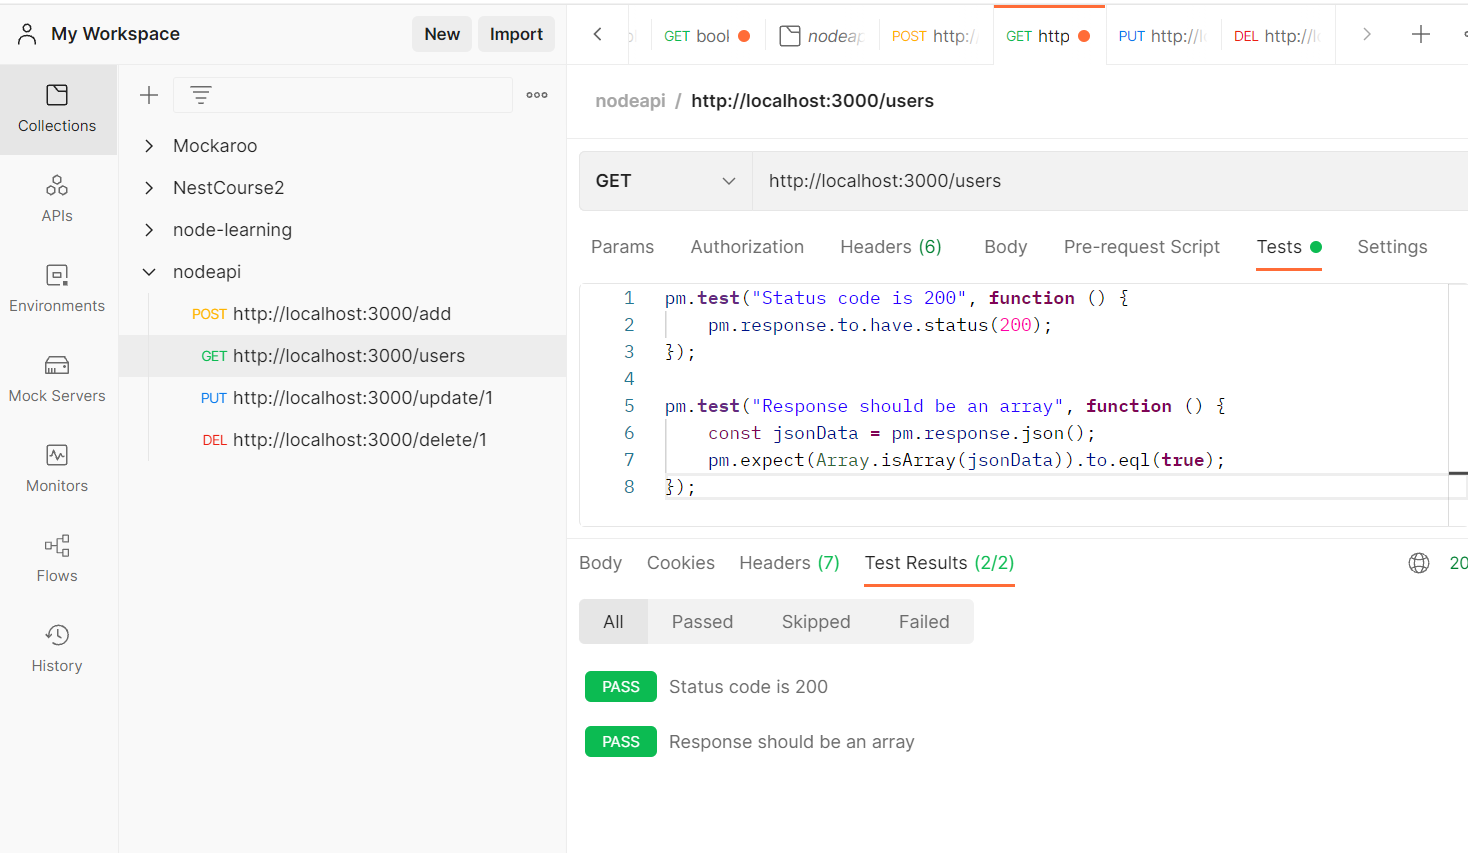 My Workspace
New
Import
GET book
nodeap
POST http:/
GET http
PUT http://l
DEL http://l
Collections
APIs
Environments
Mock Servers
Monitors
Flows
History
Mockaroo
NestCourse2
node-learning
nodeapi
POST http://localhost:3000/add
GET http://localhost:3000/users
PUT http://localhost:3000/update/1
DEL http://localhost:3000/delete/1
nodeapi / http://localhost:3000/users
GET
http://localhost:3000/users
Params Authorization Headers (6) Body Pre-request Script Tests Settings
1 pm.test("Status code is 200", function () {
2 pm.response.to.have.status(200);
3 });
4
5 pm.test("Response should be an array", function () {
6 const jsonData = pm.response.json();
7 pm.expect(Array.isArray(jsonData)).to.eql(true);
8 });
Body Cookies Headers (7) Test Results (2/2)
20
All Passed Skipped Failed
PASS Status code is 200
PASS Response should be an array